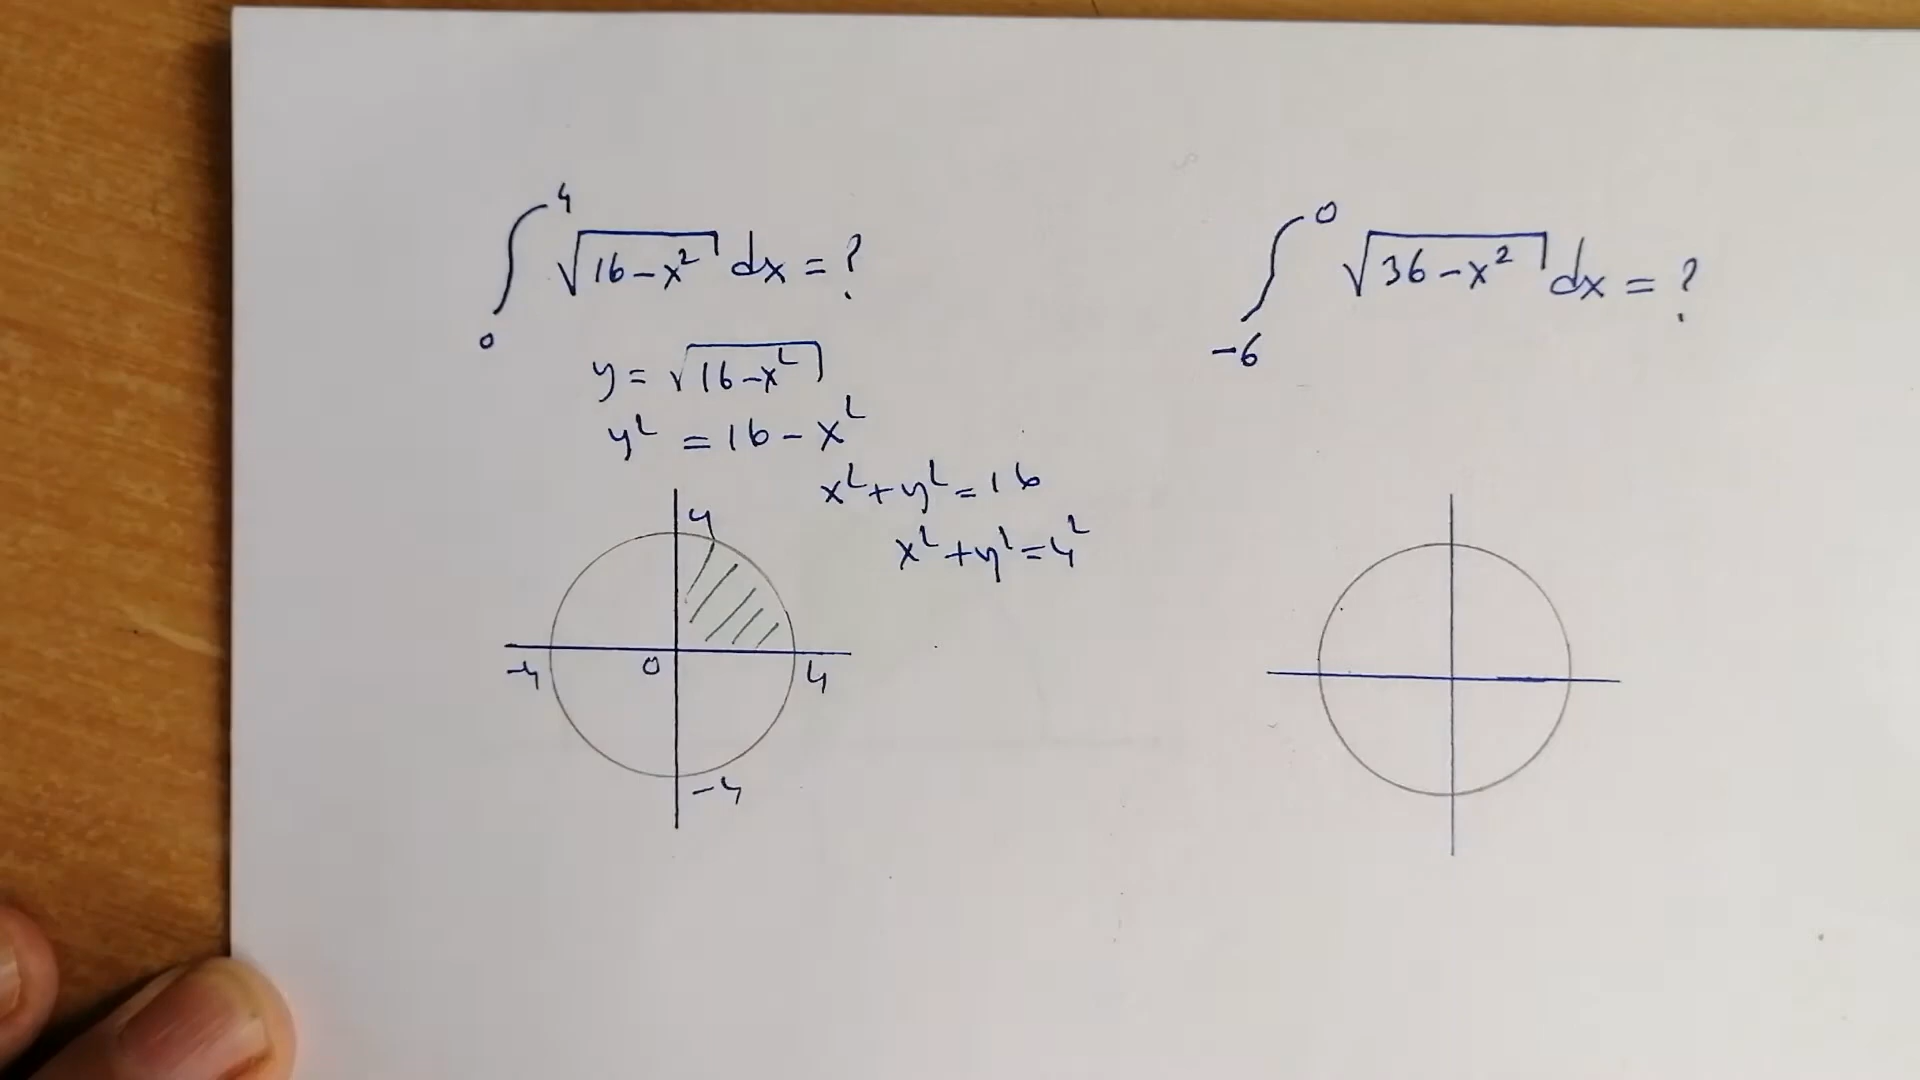 ∫₀⁴ √(16-x²) dx = ?
y = √(16-x²)
y² = 16-x²
x²+y²=16
x²+y²=4²
4
-4 0 4
-4
∫₋₆⁰ √(36-x²) dx = ?